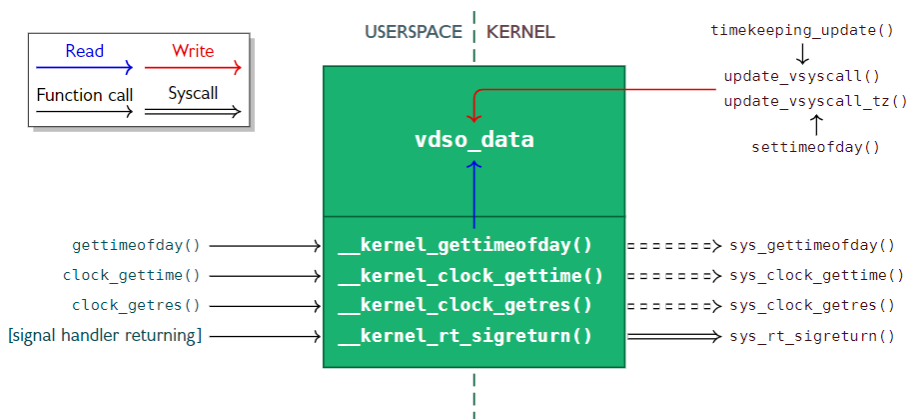 USERSPACE KERNEL
Read Write
Function call Syscall
timekeeping_update()
update_vsyscall()
update_vsyscall_tz()
settimeofday()
vdso_data
gettimeofday() __kernel_gettimeofday() sys_gettimeofday()
clock_gettime() __kernel_clock_gettime() sys_clock_gettime()
clock_getres() __kernel_clock_getres() sys_clock_getres()
[signal handler returning] __kernel_rt_sigreturn() sys_rt_sigreturn()